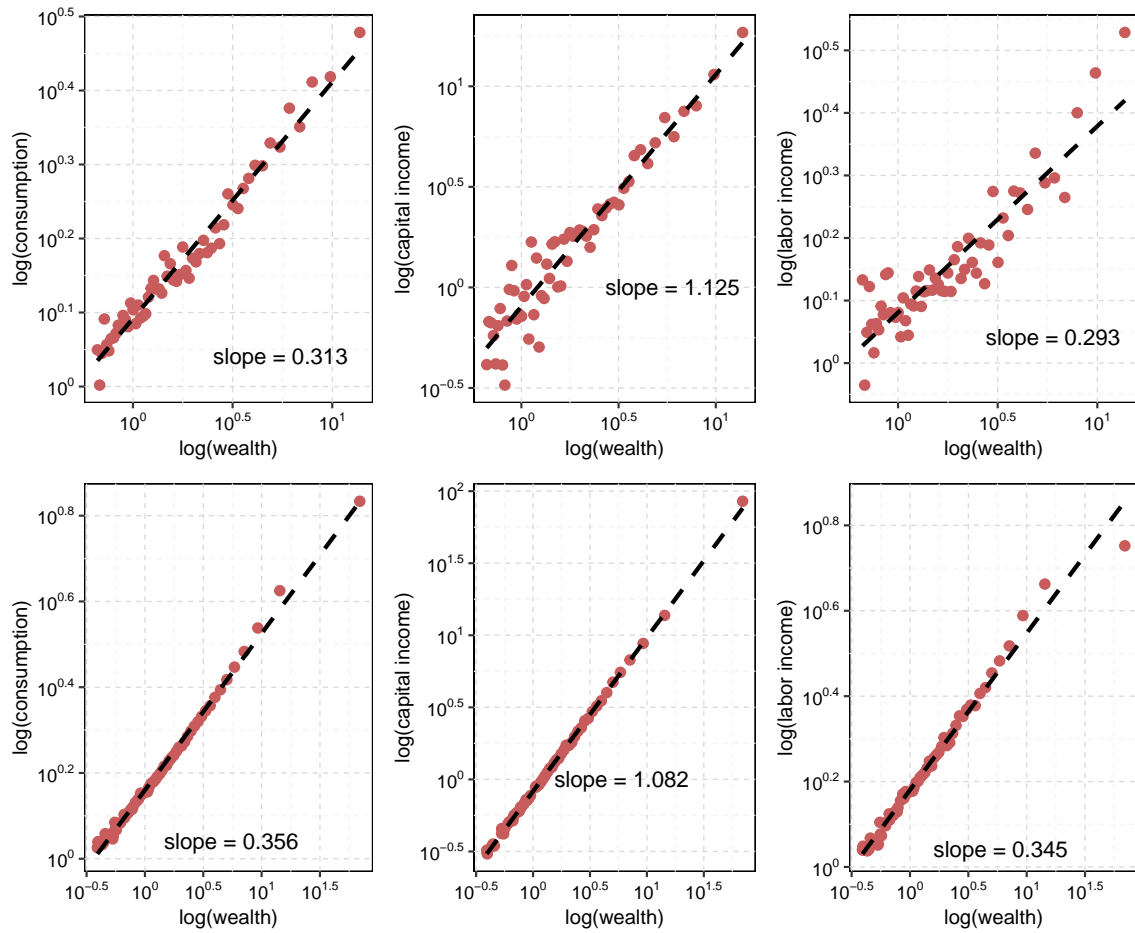 log(consumption)
10^0.5
10^0.4
10^0.3
10^0.2
10^0.1
10^0
slope = 0.313
10^0 10^0.5 10^1
log(wealth)
log(capital income)
10^1
10^0.5
10^0
10^−0.5
slope = 1.125
10^0 10^0.5 10^1
log(wealth)
log(labor income)
10^0.5
10^0.4
10^0.3
10^0.2
10^0.1
10^0
slope = 0.293
10^0 10^0.5 10^1
log(wealth)
log(consumption)
10^0.8
10^0.6
10^0.4
10^0.2
10^0
slope = 0.356
10^−0.5 10^0 10^0.5 10^1 10^1.5
log(wealth)
log(capital income)
10^2
10^1.5
10^1
10^0.5
10^0
10^−0.5
slope = 1.082
10^−0.5 10^0 10^0.5 10^1 10^1.5
log(wealth)
log(labor income)
10^0.8
10^0.6
10^0.4
10^0.2
10^0
slope = 0.345
10^−0.5 10^0 10^0.5 10^1 10^1.5
log(wealth)